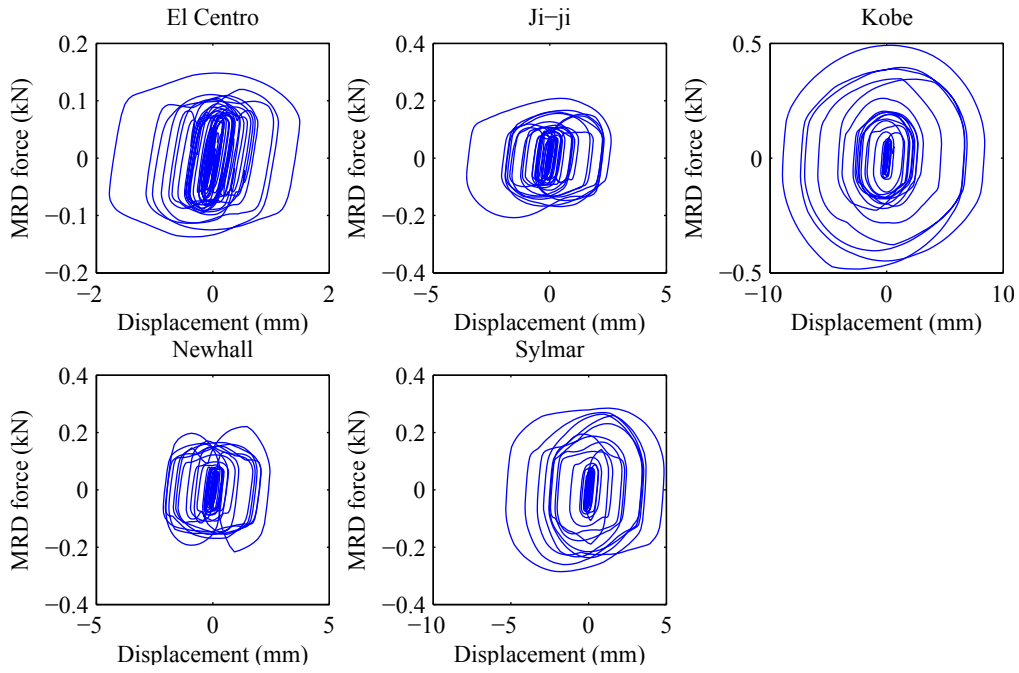 El Centro
Ji−ji
Kobe
0.2
0.1
0
−0.1
−0.2
−2
0
2
MRD force (kN)
Displacement (mm)
0.4
0.2
0
−0.2
−0.4
−5
0
5
MRD force (kN)
Displacement (mm)
0.5
0
−0.5
−10
0
10
MRD force (kN)
Displacement (mm)
Newhall
Sylmar
0.4
0.2
0
−0.2
−0.4
−5
0
5
MRD force (kN)
Displacement (mm)
0.4
0.2
0
−0.2
−0.4
−10
−5
0
5
MRD force (kN)
Displacement (mm)